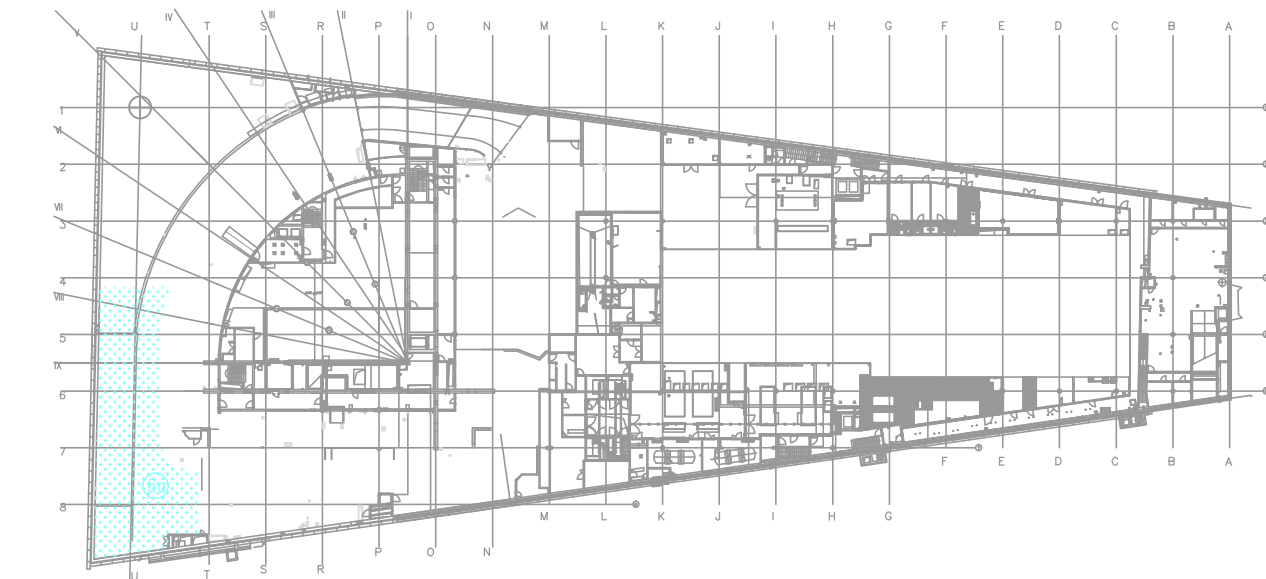 IV III II I
V U T S R P O N M L K J I H G F E D C B A
1
VI
2
VII
3
4
VIII
5
IX
6
7
F E D C B A
8
M L K J I H G
P O N
U T S R